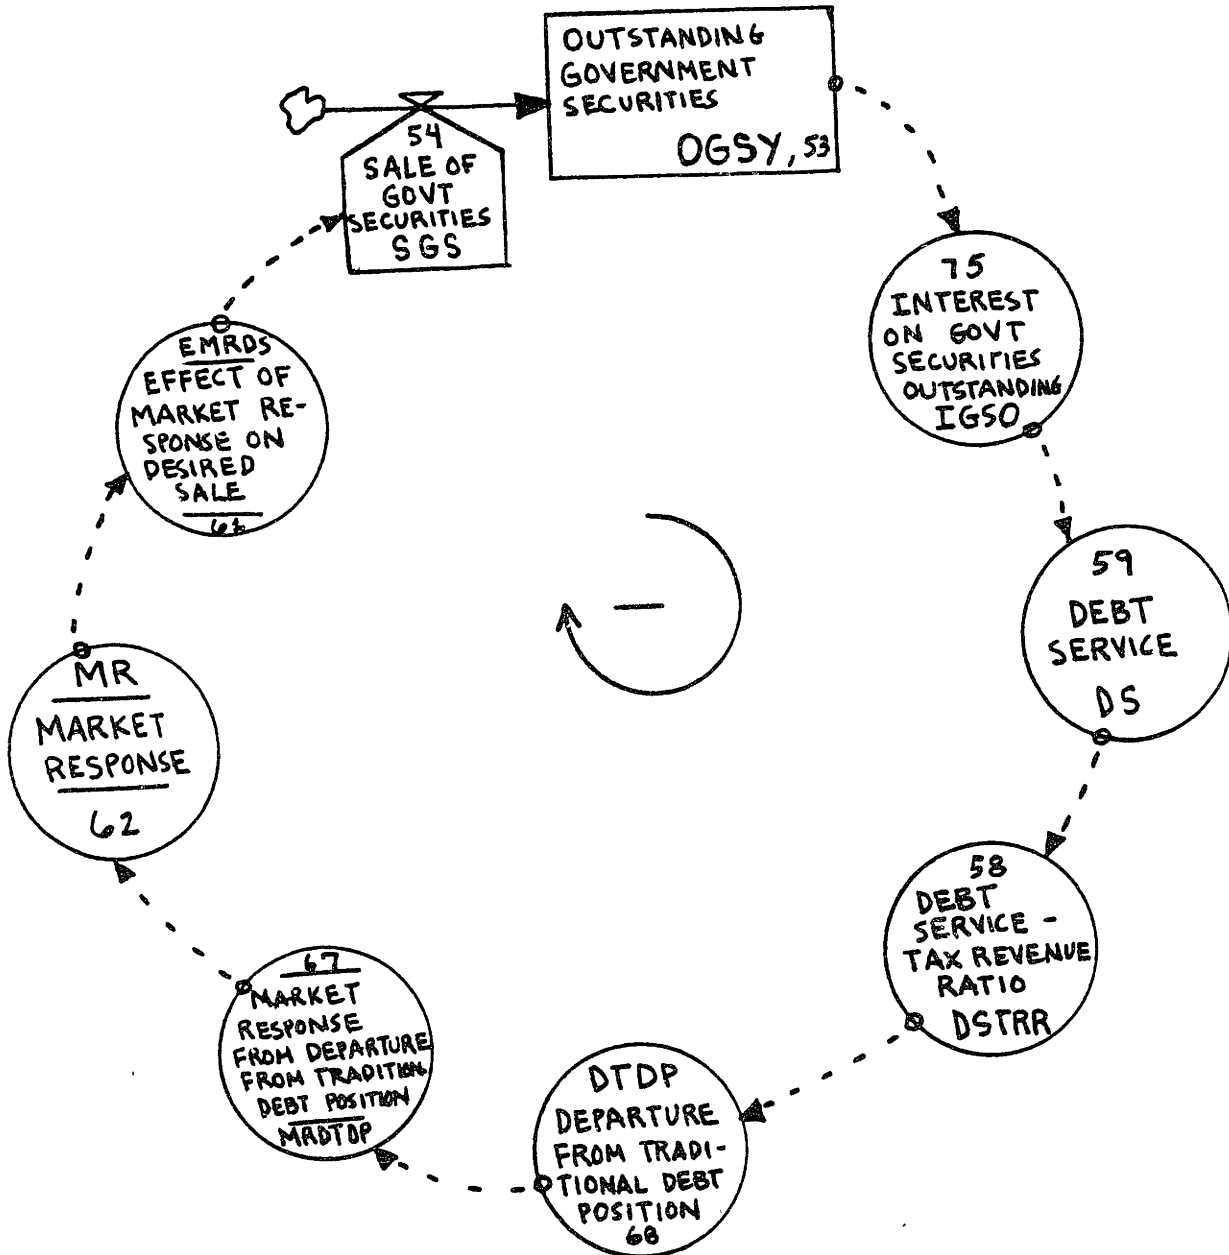 OUTSTANDING
GOVERNMENT
SECURITIES
OGSY, 53
54
SALE OF
GOVT
SECURITIES
SGS
75
INTEREST
ON GOVT
SECURITIES
OUTSTANDING
IGSO
59
DEBT
SERVICE
DS
58
DEBT
SERVICE -
TAX REVENUE
RATIO
DSTRR
DTDP
DEPARTURE
FROM TRADI-
TIONAL DEBT
POSITION
68
67
MARKET
RESPONSE
FROM DEPARTURE
FROM TRADITION
DEBT POSITION
MRDTDP
MR
MARKET
RESPONSE
62
EMRDS
EFFECT OF
MARKET RE-
SPONSE ON
DESIRED
SALE